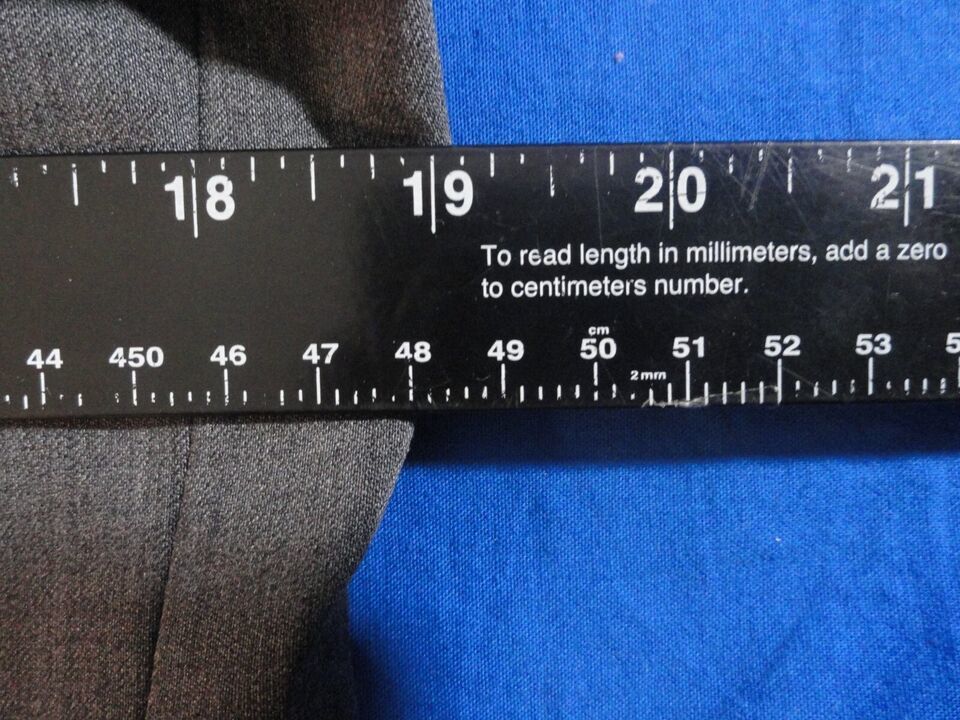 18 19 20 21
To read length in millimeters, add a zero
to centimeters number.
cm
44 450 46 47 48 49 50 51 52 53 5
2mm